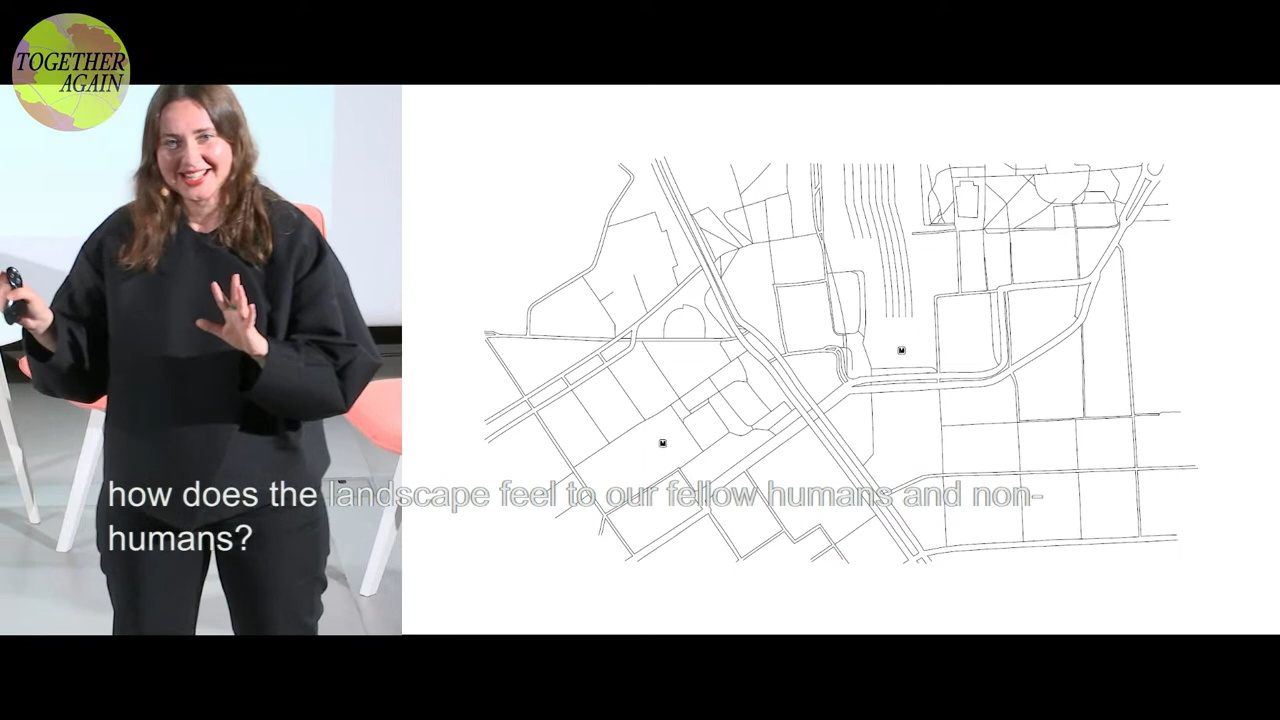 TOGETHER
AGAIN
M
M
how does the landscape feel to our fellow humans and non-
humans?